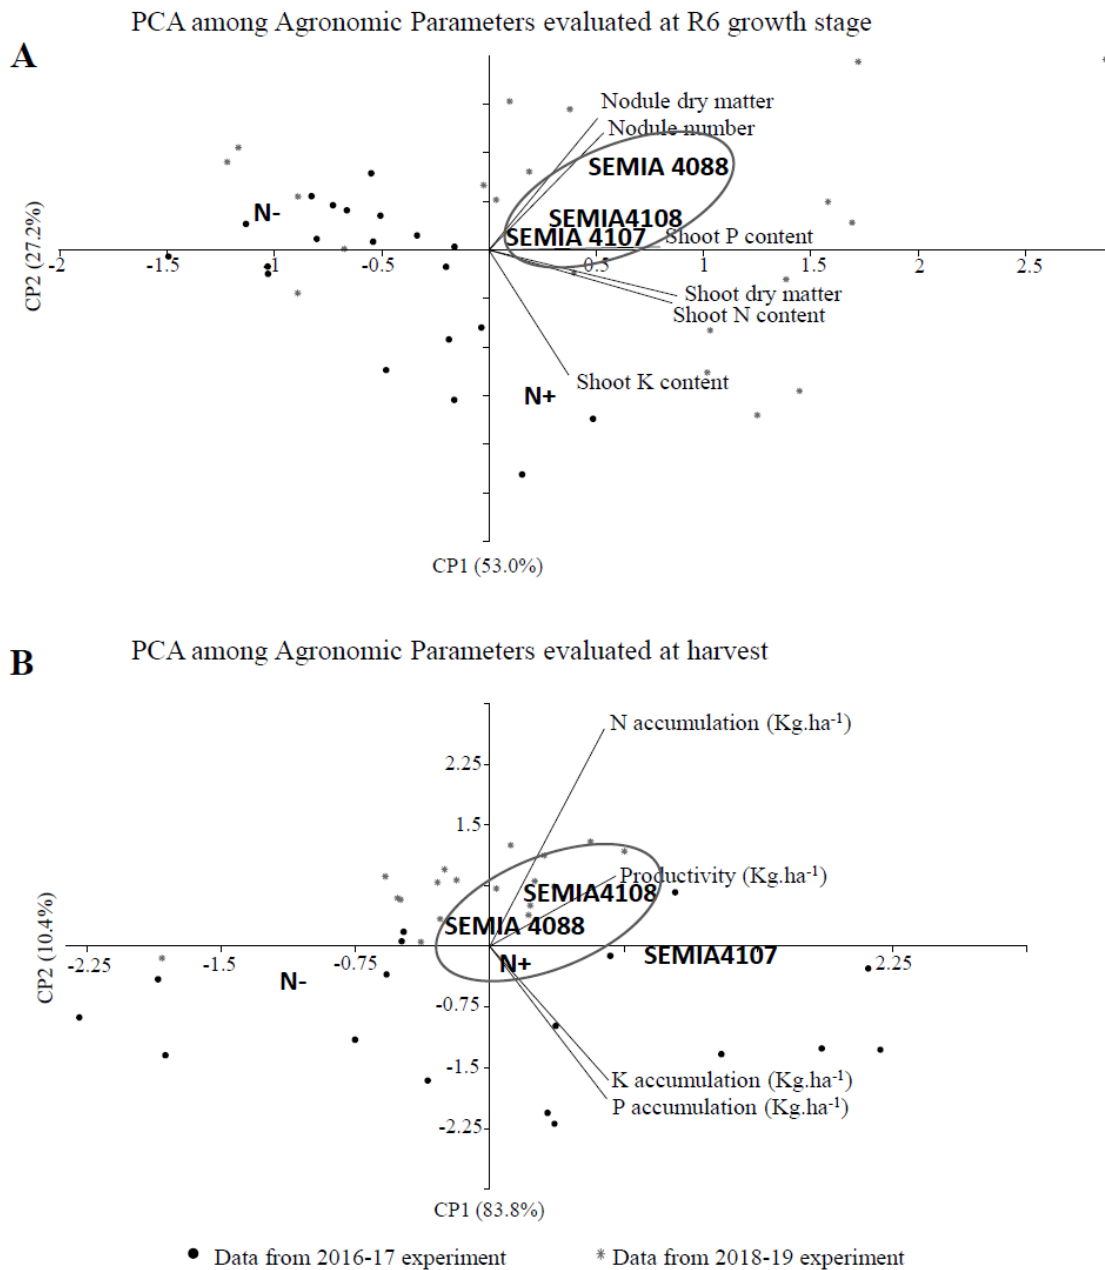 PCA among Agronomic Parameters evaluated at R6 growth stage
A
Nodule dry matter
Nodule number
SEMIA 4088
N-
SEMIA4108
SEMIA 4107
Shoot P content
-2 -1.5 -1 -0.5 0.5 1 1.5 2 2.5
CP2 (27.2%)
Shoot dry matter
Shoot N content
Shoot K content
N+
CP1 (53.0%)
PCA among Agronomic Parameters evaluated at harvest
B
N accumulation (Kg.ha-1)
2.25
1.5
Productivity (Kg.ha-1)
SEMIA4108
SEMIA 4088
CP2 (10.4%)
-2.25 -1.5 -0.75 2.25
N+
SEMIA4107
N-
-0.75
-1.5
K accumulation (Kg.ha-1)
P accumulation (Kg.ha-1)
-2.25
CP1 (83.8%)
Data from 2016-17 experiment
Data from 2018-19 experiment